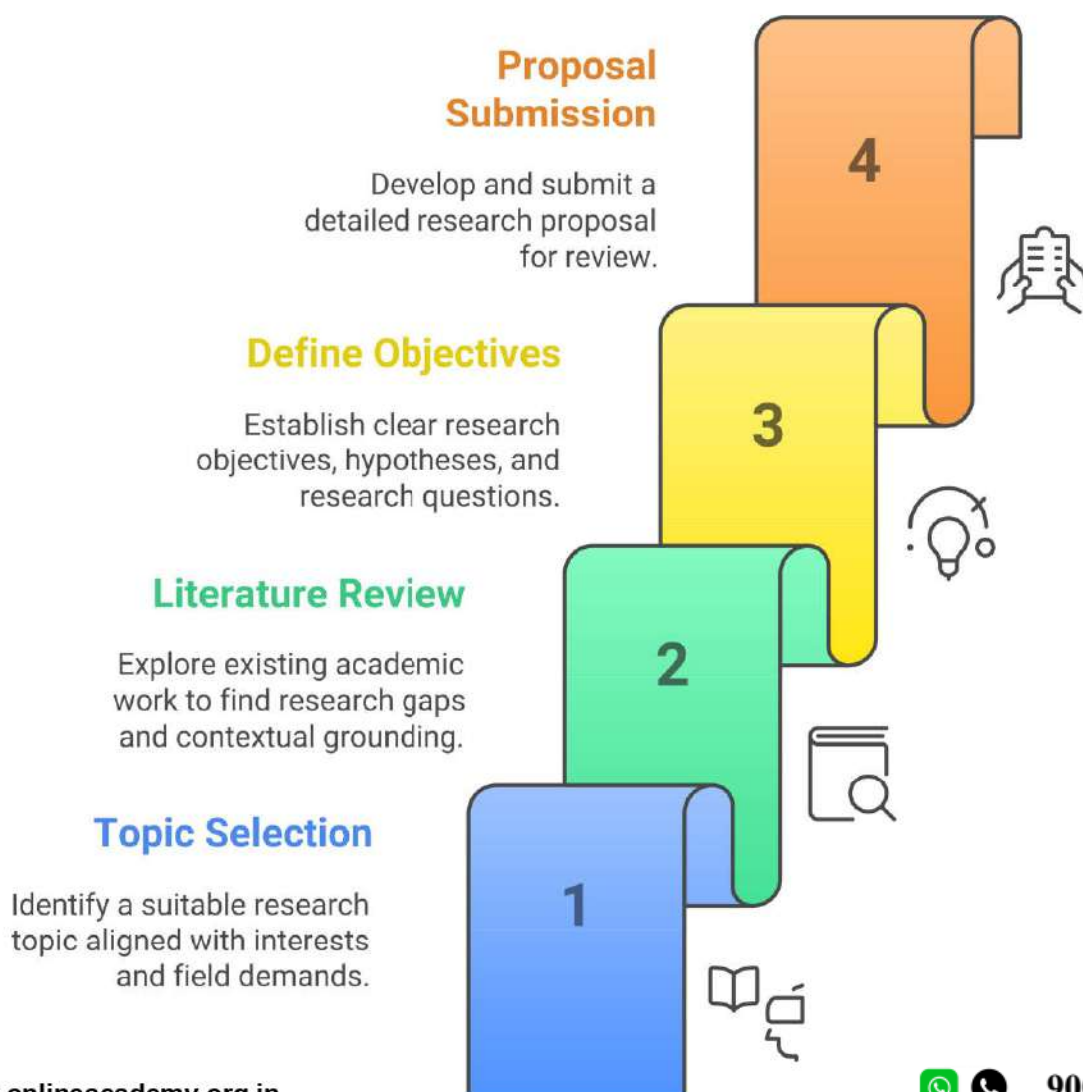 Proposal
Submission
4
Develop and submit a
detailed research proposal
for review.
Define Objectives
3
Establish clear research
objectives, hypotheses, and
research questions.
Literature Review
2
Explore existing academic
work to find research gaps
and contextual grounding.
Topic Selection
1
Identify a suitable research
topic aligned with interests
and field demands.